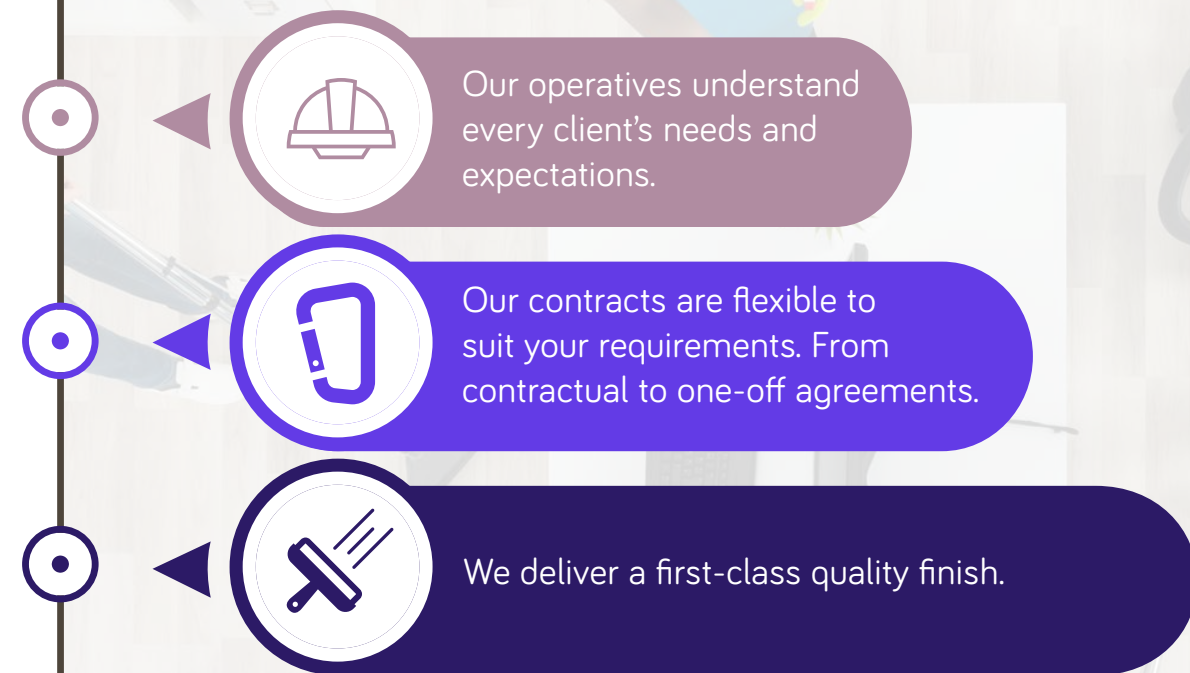 Our operatives understand
every client’s needs and
expectations.
Our contracts are flexible to
suit your requirements. From
contractual to one-off agreements.
We deliver a first-class quality finish.